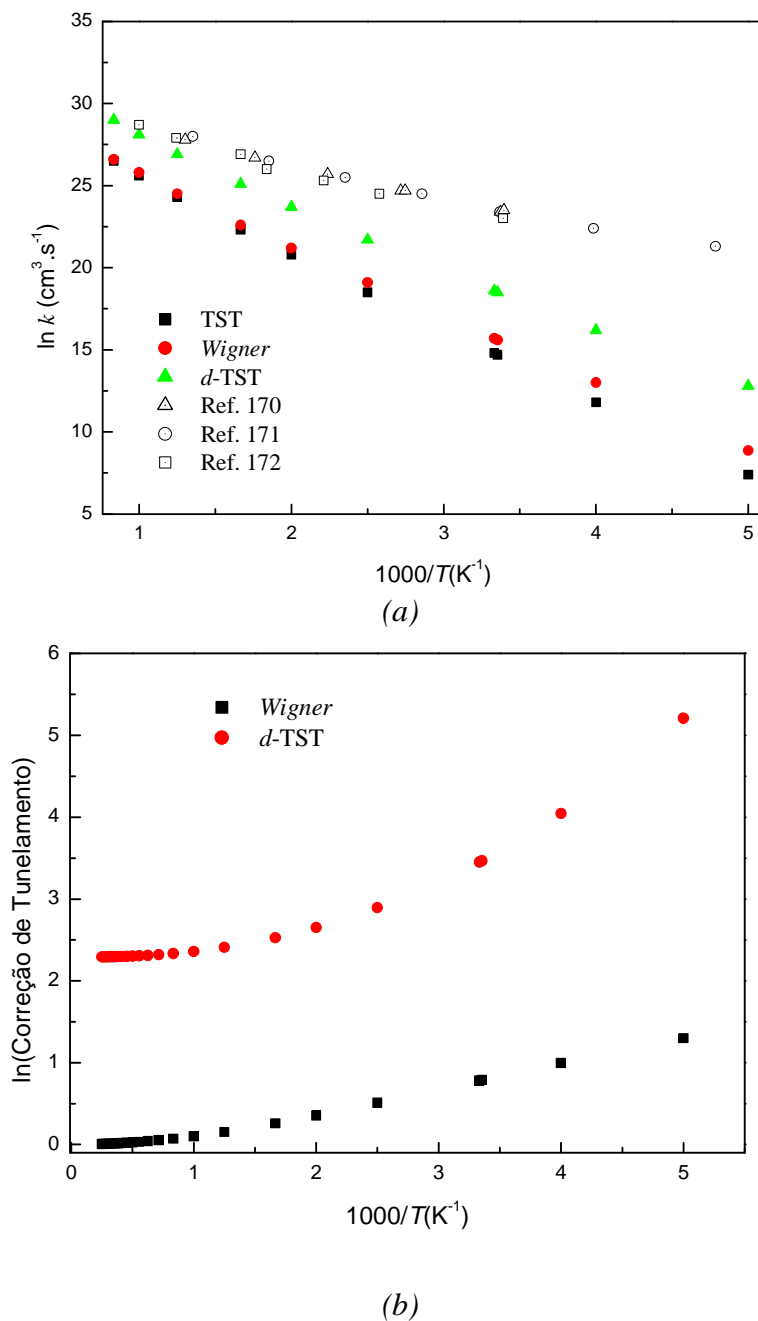 35
30
25
20
15
10
5
ln k (cm³.s⁻¹)
TST
Wigner
d-TST
Ref. 170
Ref. 171
Ref. 172
1 2 3 4 5
1000/T(K⁻¹)
(a)
6
5
4
3
2
1
0
ln(Correção de Tunelamento)
Wigner
d-TST
0 1 2 3 4 5
1000/T(K⁻¹)
(b)